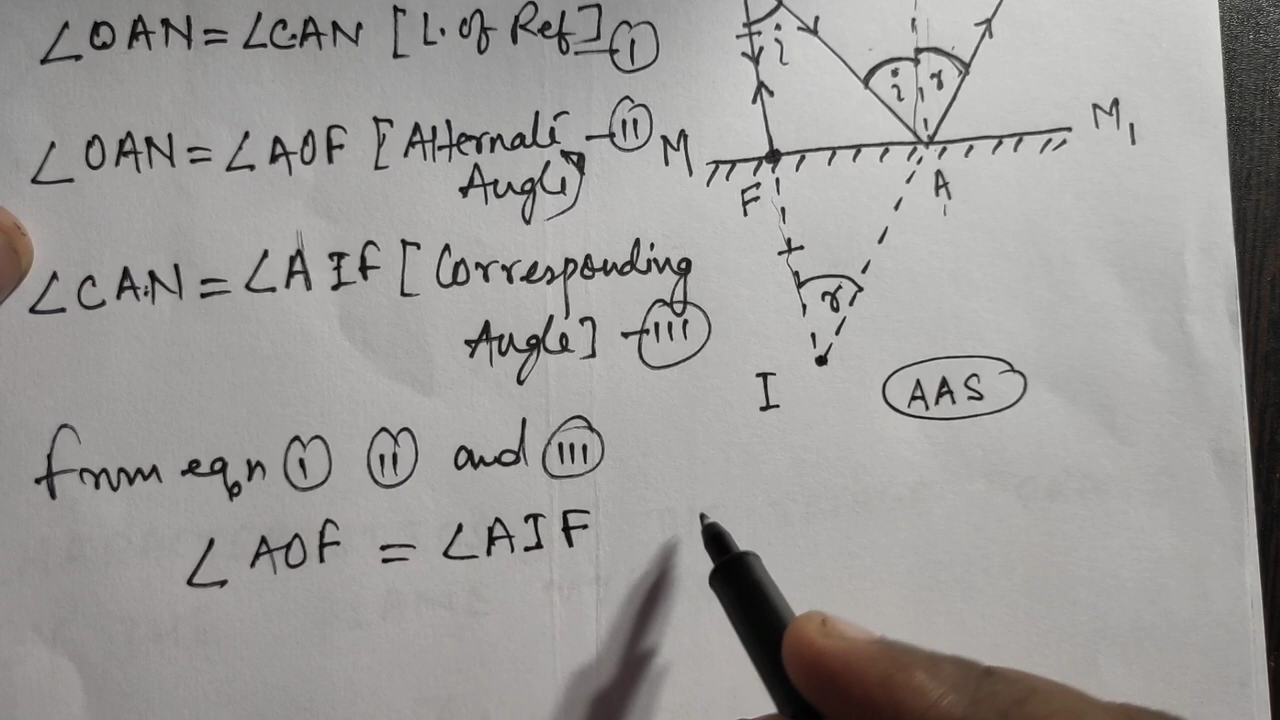 ∠OAN = ∠CAN [L. of Ref] – (I)
∠OAN = ∠AOF [Alternate – (II)
Angle]
∠CAN = ∠AIF [Corresponding
Angle] – (III)
from eqn (I) (II) and (III)
∠AOF = ∠AIF
i
i r
M M₁
F A
r
I
AAS